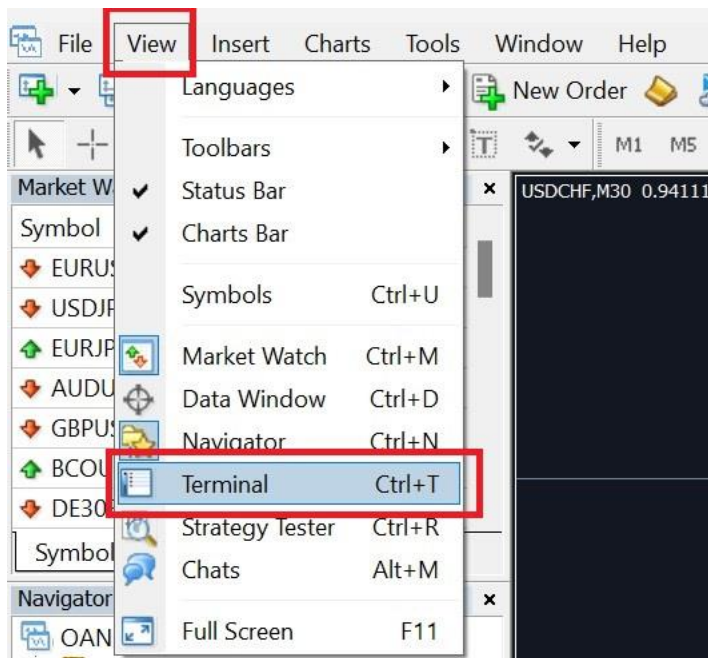 File View Insert Charts Tools Window Help
New Order
T M1 M5
Languages
Toolbars
Market W
USDCHF,M30 0.94111
Status Bar
Symbol
Charts Bar
EURUS
Symbols Ctrl+U
USDJP
EURJP
Market Watch Ctrl+M
AUDU
Data Window Ctrl+D
GBPUS
Navigator Ctrl+N
BCOU
Terminal Ctrl+T
DE30
Strategy Tester Ctrl+R
Symbol
Chats Alt+M
Navigator
Full Screen F11
OAN